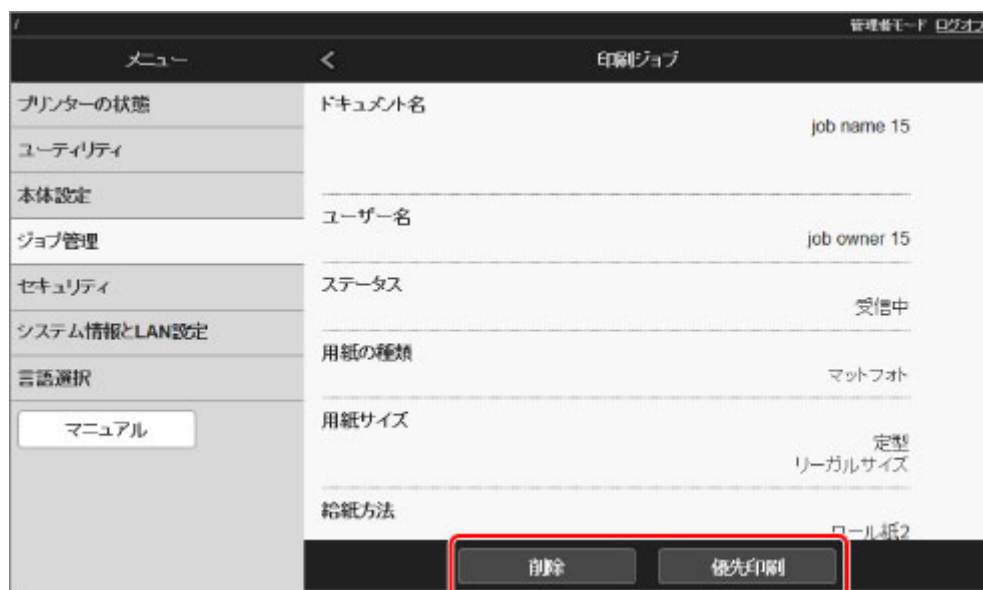 /
管理者モード ログオフ
メニュー
<
印刷ジョブ
プリンターの状態
ユーティリティ
本体設定
ジョブ管理
セキュリティ
システム情報とLAN設定
言語選択
マニュアル
ドキュメント名
job name 15
ユーザー名
job owner 15
ステータス
受信中
用紙の種類
マットフォト
用紙サイズ
定型
リーガルサイズ
給紙方法
ロール紙2
削除
優先印刷